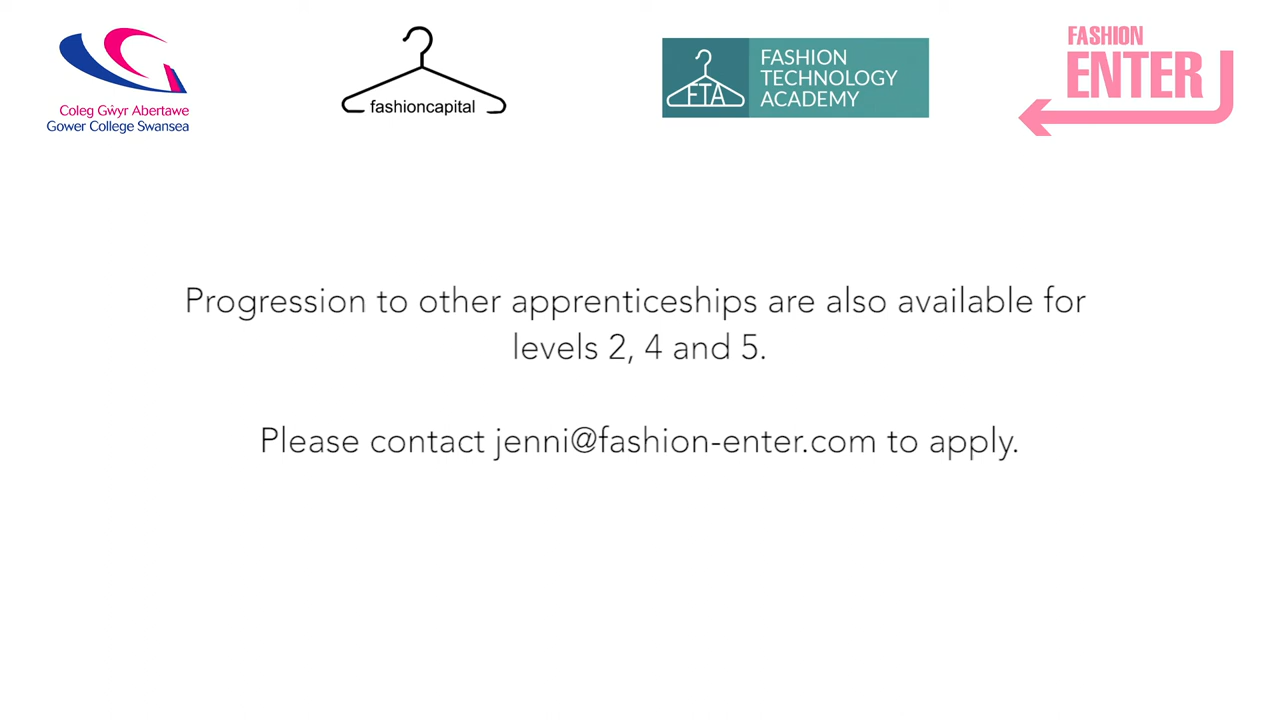 Coleg Gŵyr Abertawe
Gower College Swansea
fashioncapital
FTA
FASHION
TECHNOLOGY
ACADEMY
FASHION
ENTER
Progression to other apprenticeships are also available for
levels 2, 4 and 5.
Please contact jenni@fashion-enter.com to apply.